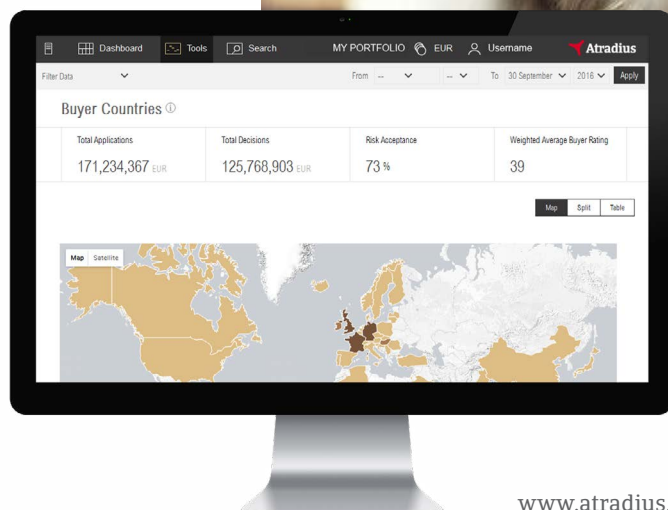 Dashboard Tools Search MY PORTFOLIO EUR Username Atradius
Filter Data From -- -- To 30 September 2016 Apply
Buyer Countries
Total Applications Total Decisions Risk Acceptance Weighted Average Buyer Rating
171,234,367 EUR 125,768,903 EUR 73 % 39
Map Split Table
Map Satellite
www.atradius